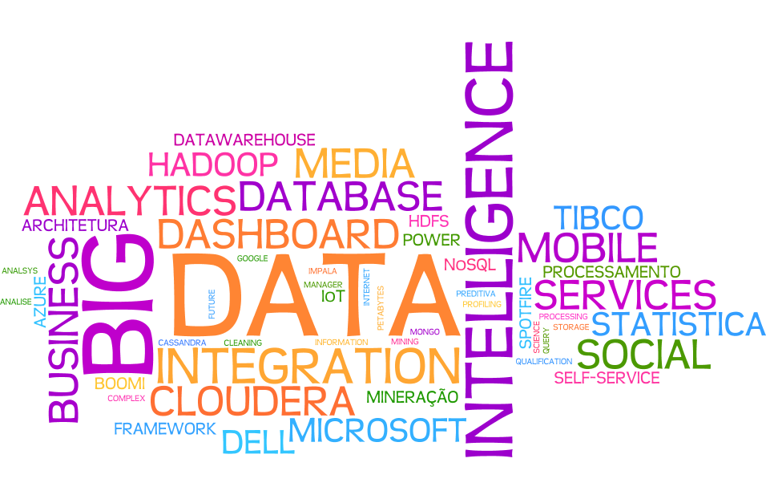 DATAWAREHOUSE
HADOOP
MEDIA
ANALYTICS
DATABASE
ARCHITETURA
DASHBOARD
HDFS
POWER
INTELLIGENCE
TIBCO
MOBILE
ANALSYS
AZURE
BUSINESS
BIG
DATA
GOOGLE
IMPALA
MANAGER
IoT
INTERNET
PETABYTES
FUTURE
NoSQL
PROCESSAMENTO
PREDITIVA
PROFILING
SERVICES
ANALISE
SPOTFIRE
PROCESSING
SCIENCE
QUERY
STORAGE
STATISTICA
MONGO
CASSANDRA
CLEANING
INFORMATION
MINING
INTEGRATION
QUALIFICATION
SOCIAL
SELF-SERVICE
BOOMI
COMPLEX
CLOUDERA
MINERAÇÃO
FRAMEWORK
DELL
MICROSOFT